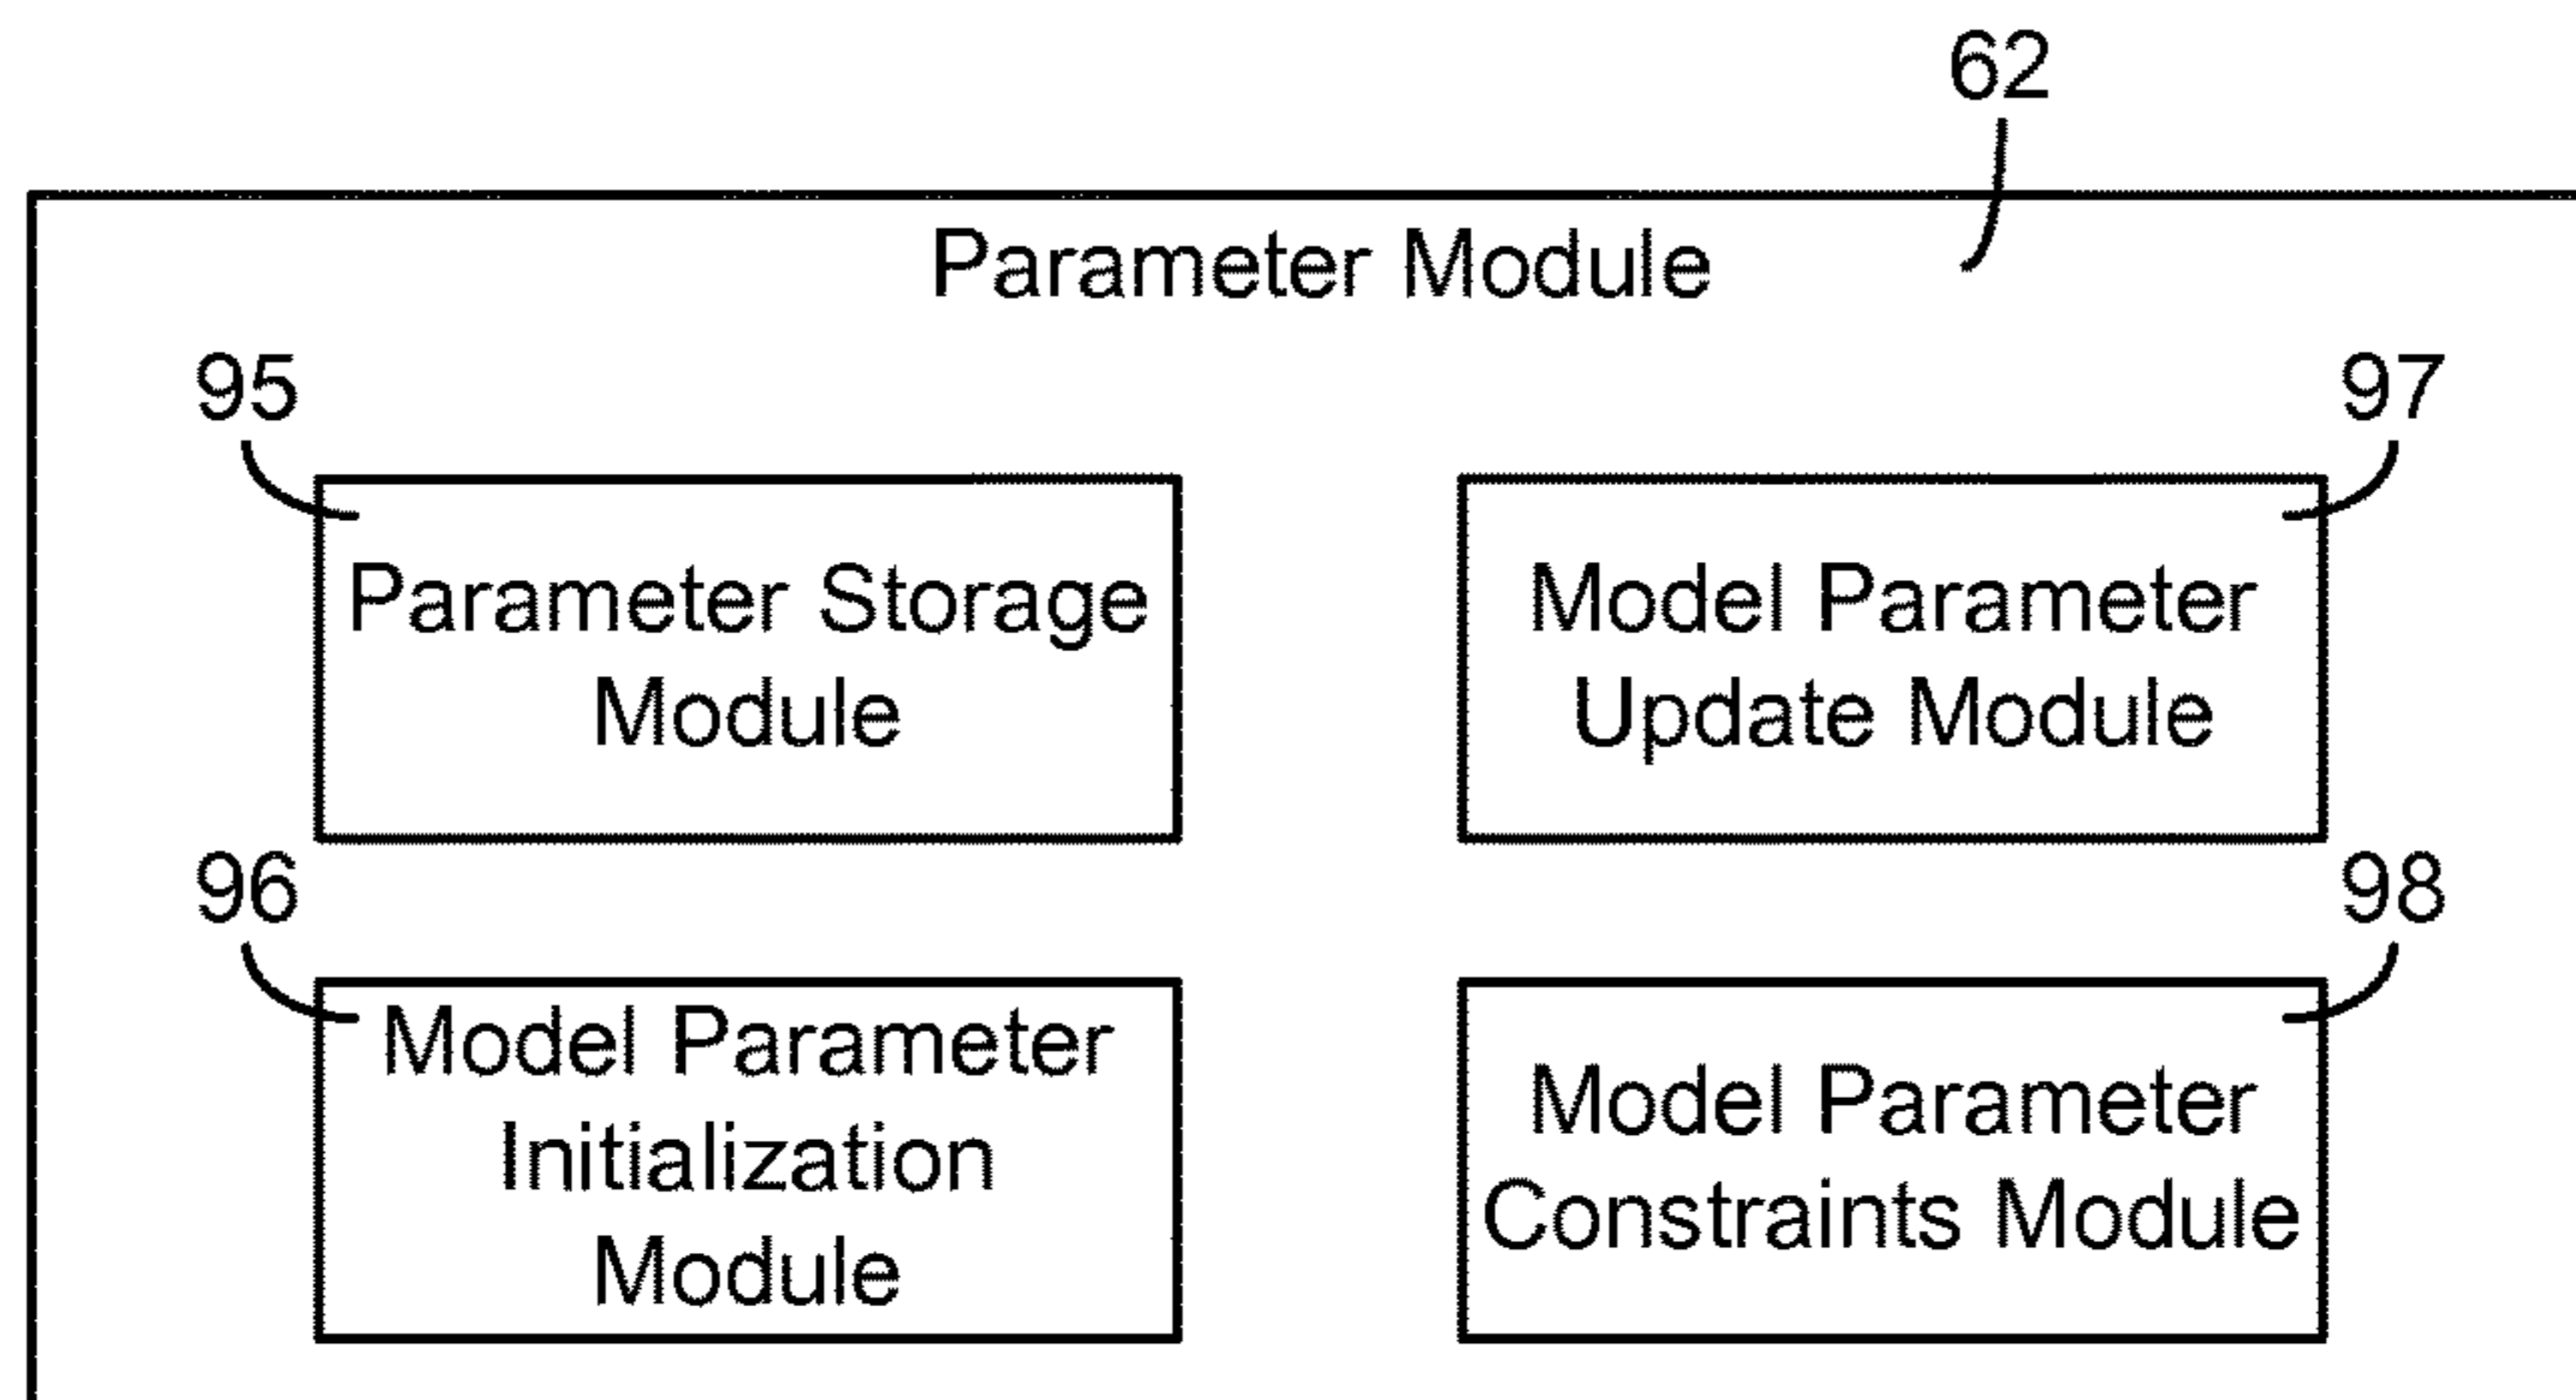 62
Parameter Module
95
Parameter Storage
Module
97
Model Parameter
Update Module
96
Model Parameter
Initialization
Module
98
Model Parameter
Constraints Module